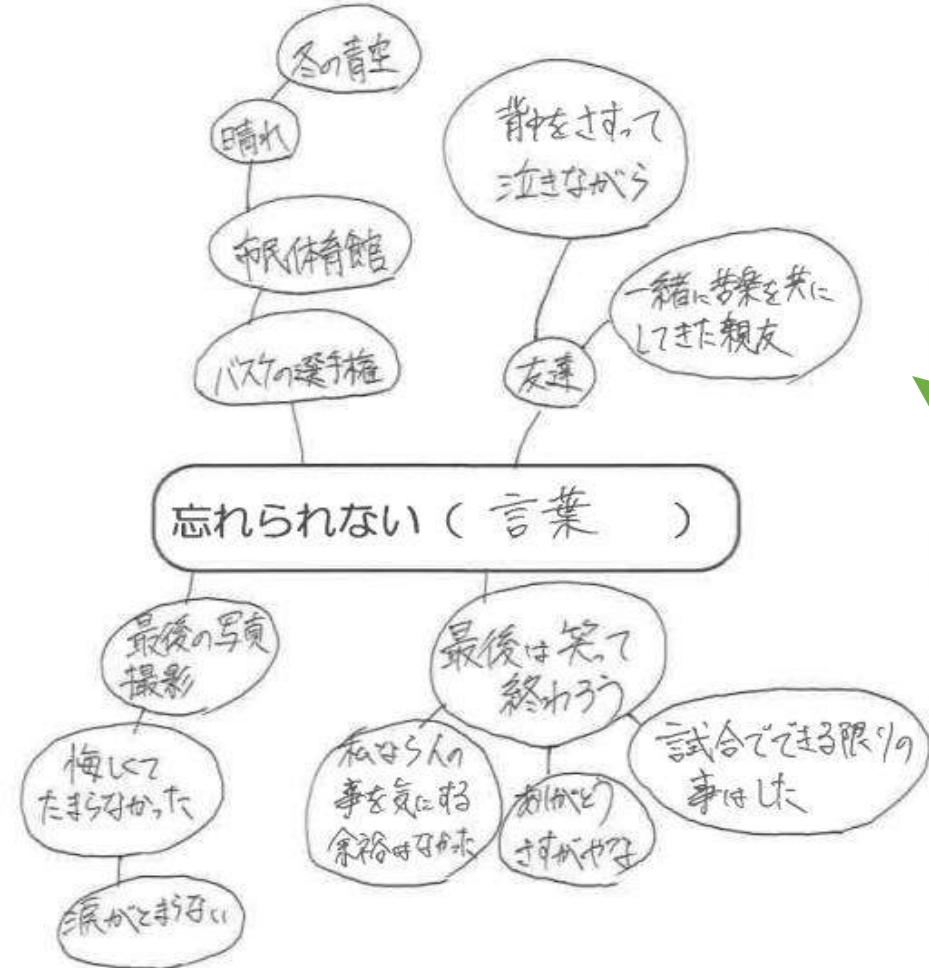 冬の青空
晴れ
市民体育館
バスケの選手権
背中をさすって
泣きながら
一緒に苦楽を共に
してきた親友
友達
忘れられない（ 言葉 ）
最後の写真
撮影
悔しくて
たまらなかった
涙がとまらない
最後は笑って
終わろう
私なら人の
事を気にする
余裕はなかった
ありがとう
さすがやな
試合でできる限りの
事はした